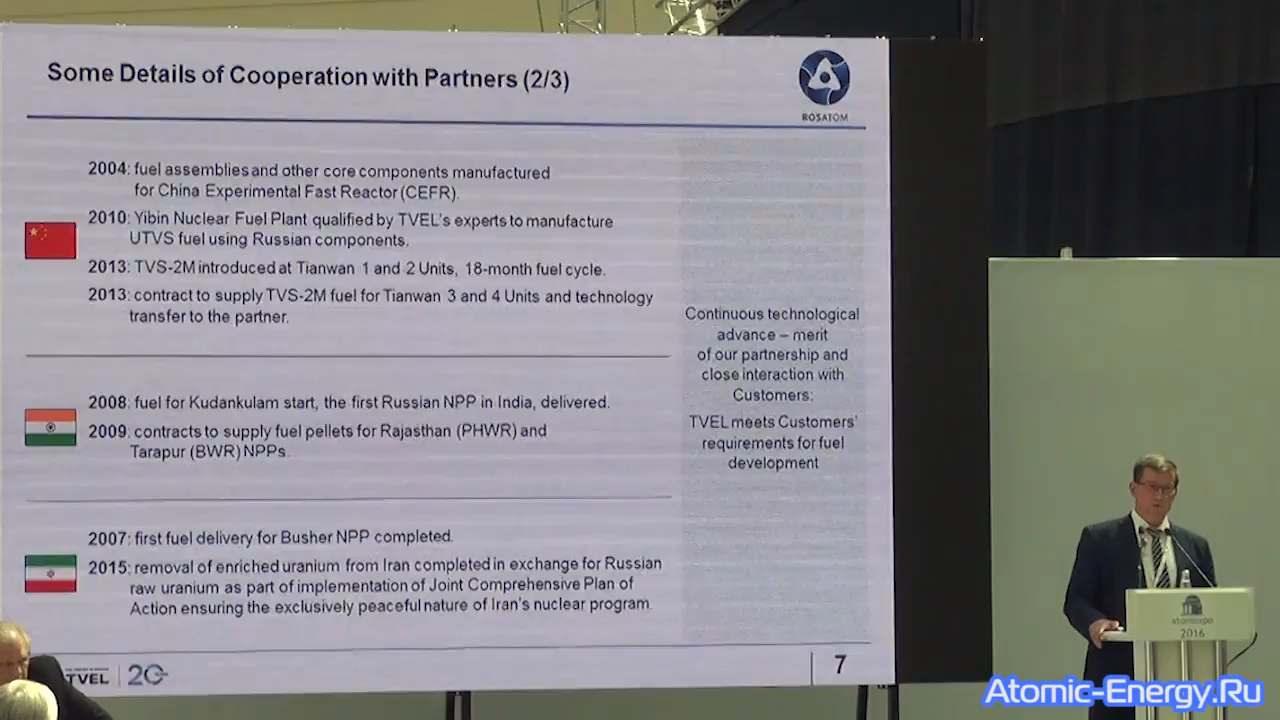 Some Details of Cooperation with Partners (2/3)
ROSATOM
2004: fuel assemblies and other core components manufactured
for China Experimental Fast Reactor (CEFR).
2010: Yibin Nuclear Fuel Plant qualified by TVEL's experts to manufacture
UTVS fuel using Russian components.
2013: TVS-2M introduced at Tianwan 1 and 2 Units, 18-month fuel cycle.
2013: contract to supply TVS-2M fuel for Tianwan 3 and 4 Units and technology
transfer to the partner.
2008: fuel for Kudankulam start, the first Russian NPP in India, delivered.
2009: contracts to supply fuel pellets for Rajasthan (PHWR) and
Tarapur (BWR) NPPs.
2007: first fuel delivery for Busher NPP completed.
2015: removal of enriched uranium from Iran completed in exchange for Russian
raw uranium as part of implementation of Joint Comprehensive Plan of
Action ensuring the exclusively peaceful nature of Iran's nuclear program.
Continuous technological
advance – merit
of our partnership and
close interaction with
Customers;
TVEL meets Customers'
requirements for fuel
development
TVEL
20
7
atomexpo
2016
Atomic-Energy.Ru